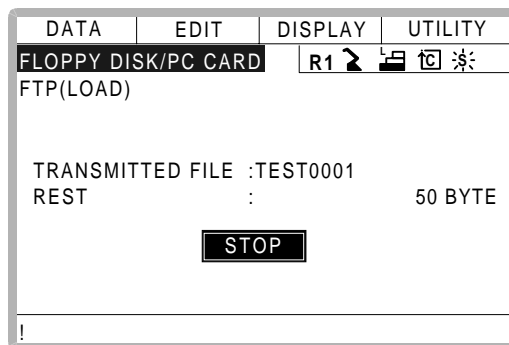 DATA EDIT DISPLAY UTILITY
FLOPPY DISK/PC CARD R1 L C S
FTP(LOAD)
TRANSMITTED FILE :TEST0001
REST : 50 BYTE
STOP
!